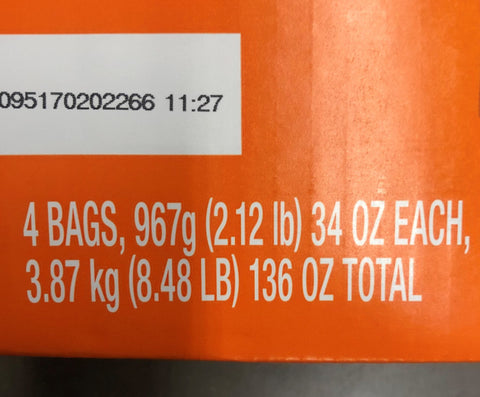 095170202266 11:27
4 BAGS, 967g (2.12 lb) 34 OZ EACH,
3.87 kg (8.48 LB) 136 OZ TOTAL